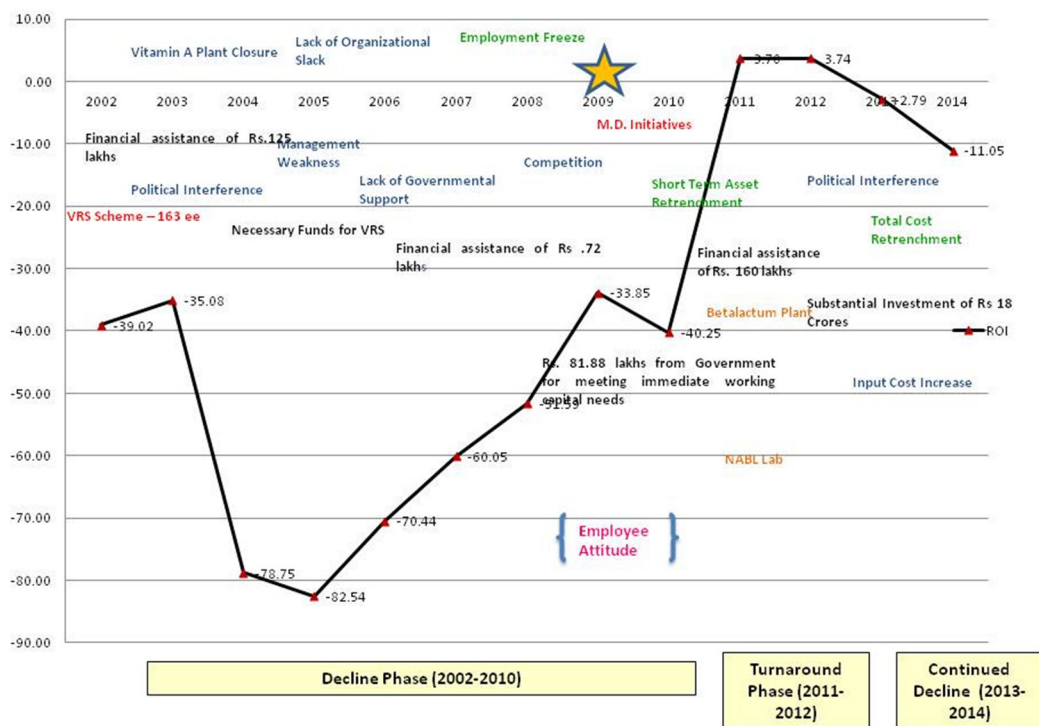 10.00
Vitamin A Plant Closure
Lack of Organizational
Slack
Employment Freeze
3.70
3.74
0.00
2002 2003 2004 2005 2006 2007 2008 2009 2010 2011 2012 2013 2014
-2.79
M.D. Initiatives
-10.00
Financial assistance of Rs.125
lakhs
Management
Weakness
Competition
-11.05
Political Interference
Lack of Governmental
Support
Short Term Asset
Retrenchment
Political Interference
-20.00
VRS Scheme – 163 ee
Necessary Funds for VRS
Total Cost
Retrenchment
Financial assistance of Rs .72
lakhs
Financial assistance
of Rs. 160 lakhs
-30.00
-35.08
-33.85
Betalactum Plant
Substantial Investment of Rs 18
Crores
-39.02
-40.25
ROI
-40.00
Rs. 81.88 lakhs from Government
for meeting immediate working
capital needs
Input Cost Increase
-50.00
-51.59
-60.00
-60.05
NABL Lab
-70.00
-70.44
Employee
Attitude
-78.75
-80.00
-82.54
-90.00
Decline Phase (2002-2010)
Turnaround
Phase (2011-
2012)
Continued
Decline (2013-
2014)